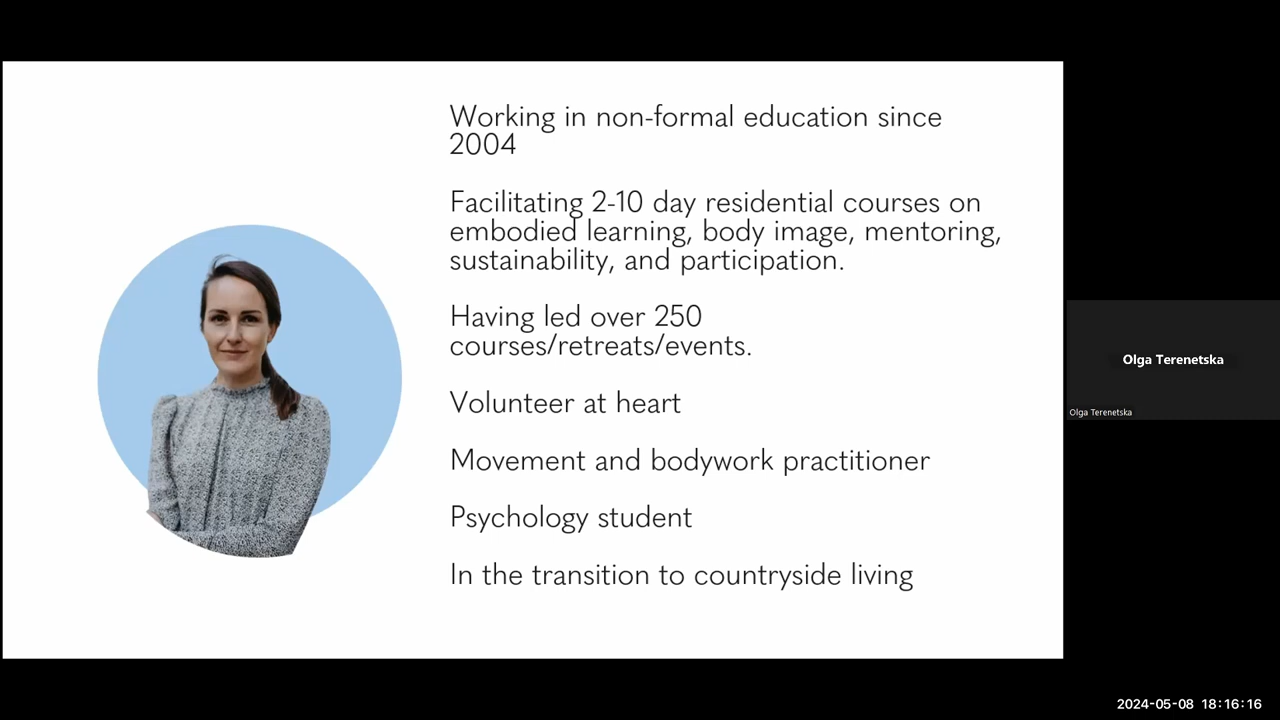 Working in non-formal education since
2004
Facilitating 2-10 day residential courses on
embodied learning, body image, mentoring,
sustainability, and participation.
Having led over 250
courses/retreats/events.
Volunteer at heart
Movement and bodywork practitioner
Psychology student
In the transition to countryside living
Olga Terenetska
Olga Terenetska
2024-05-08 18:16:16